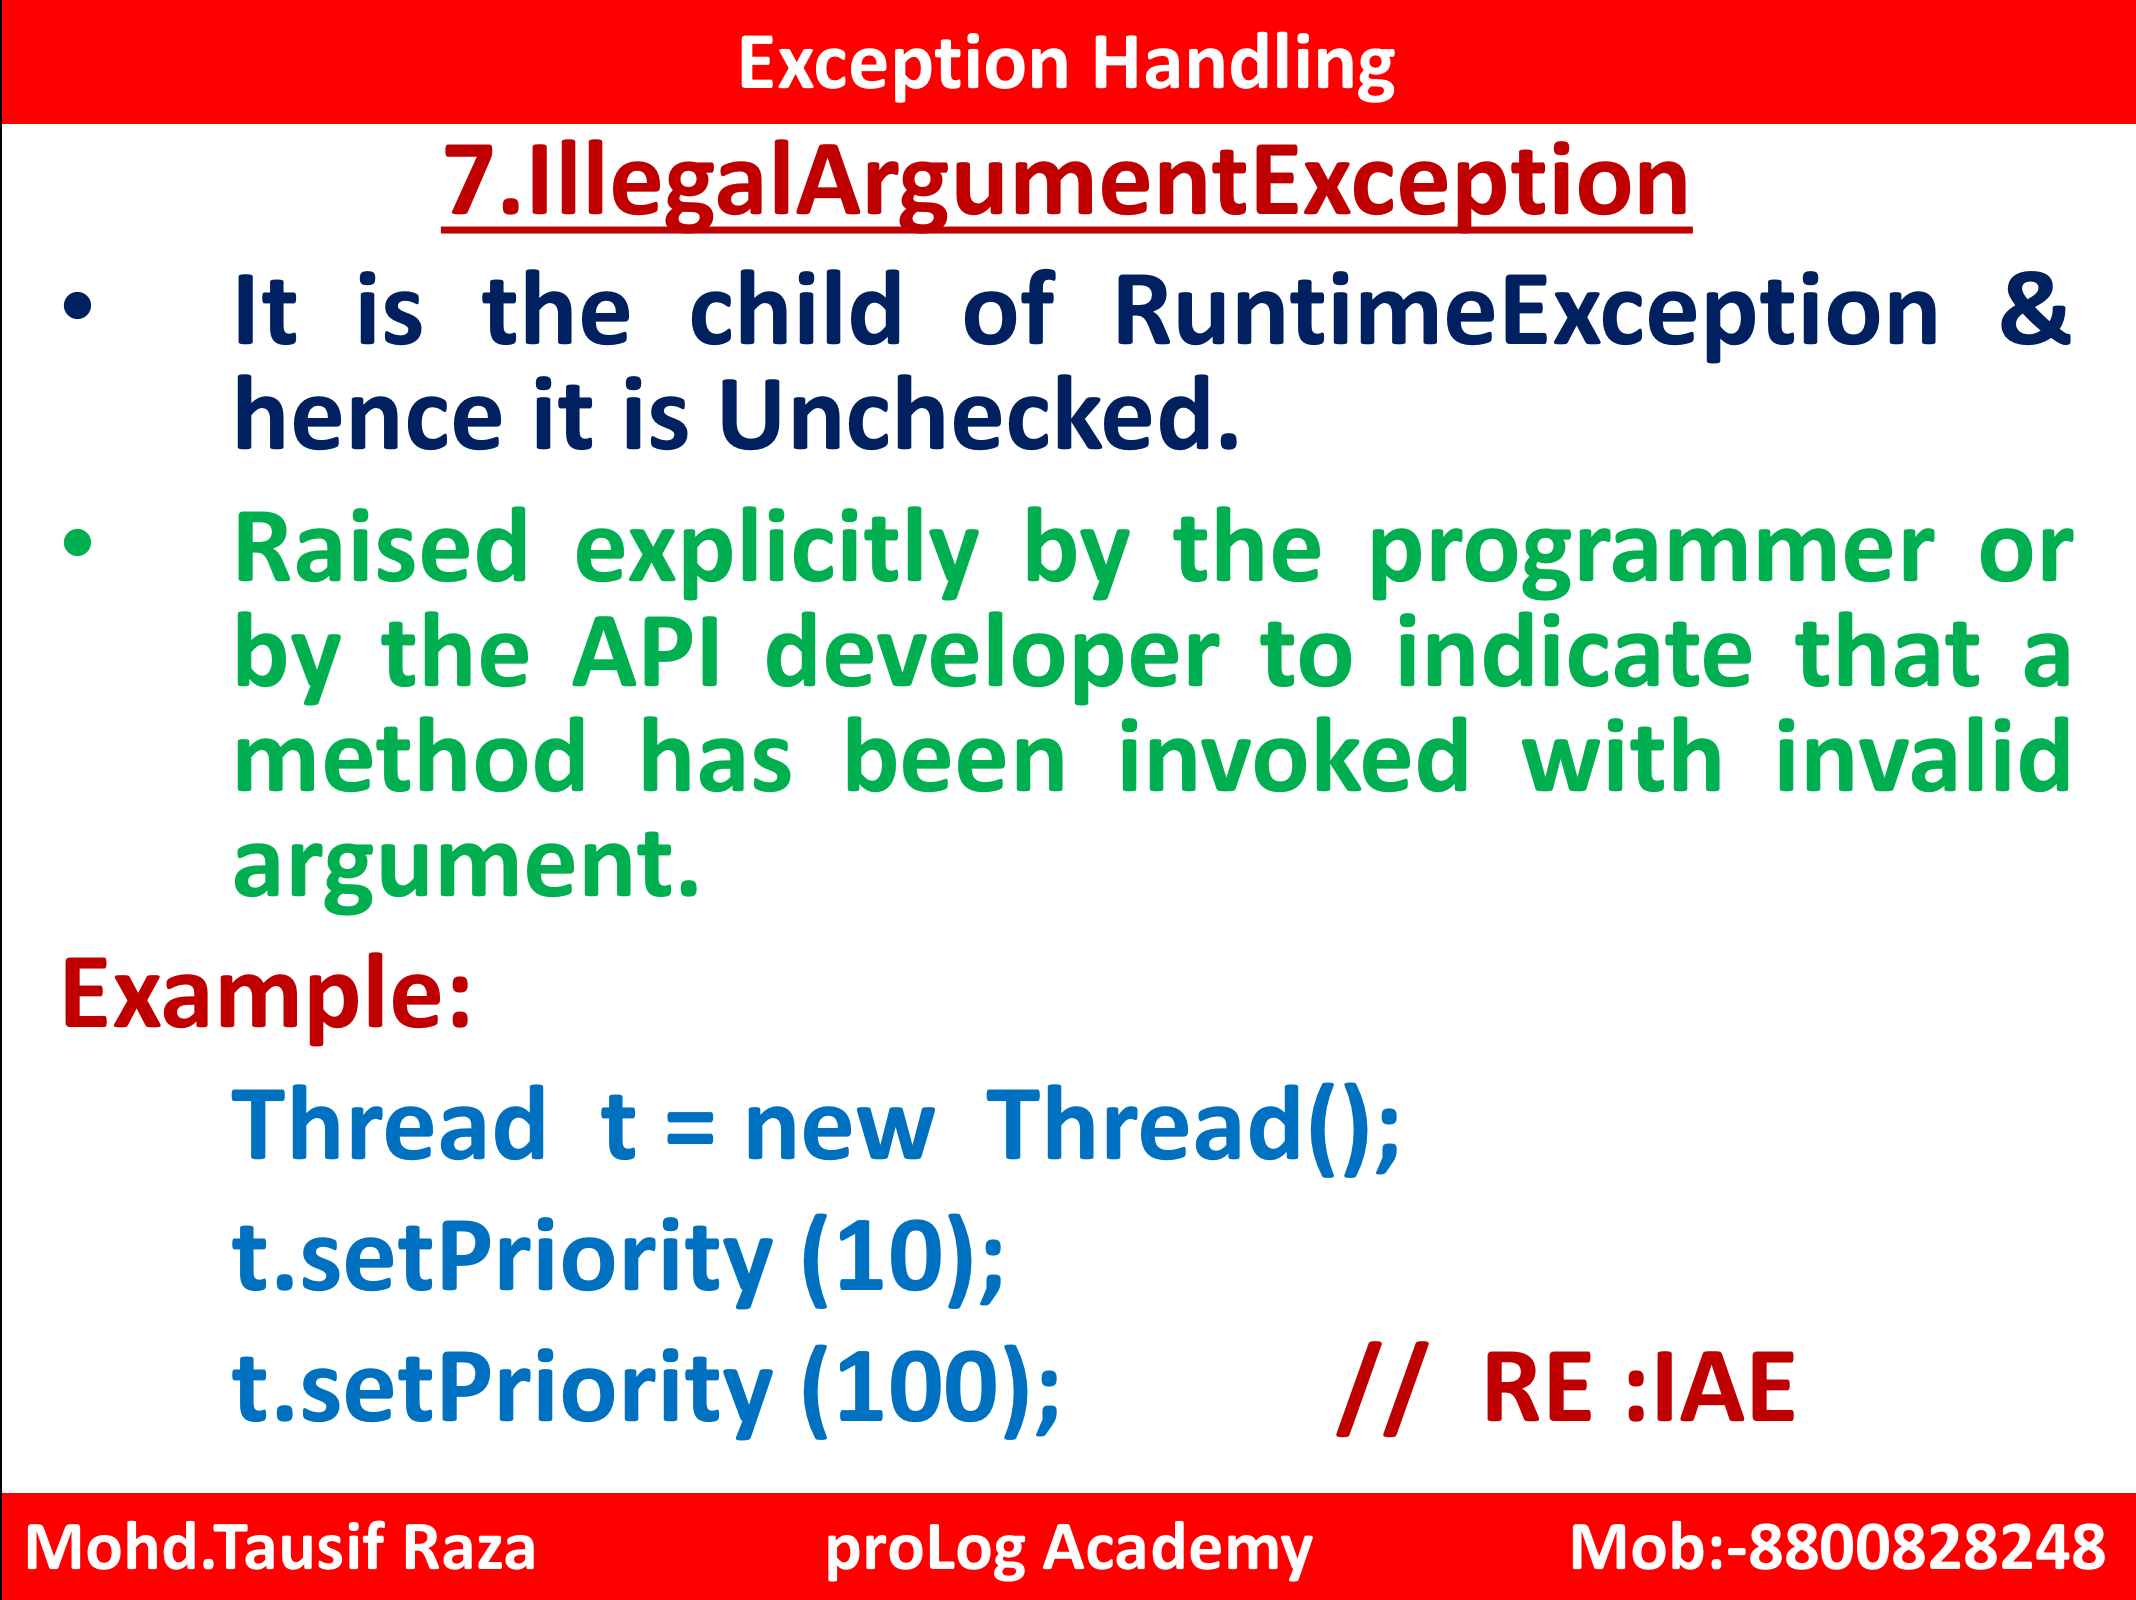 Exception Handling
7.IllegalArgumentException
• It is the child of RuntimeException &
hence it is Unchecked.
• Raised explicitly by the programmer or
by the API developer to indicate that a
method has been invoked with invalid
argument.
Example:
Thread t = new Thread();
t.setPriority (10);
t.setPriority (100); // RE :IAE
Mohd.Tausif Raza proLog Academy Mob:-8800828248